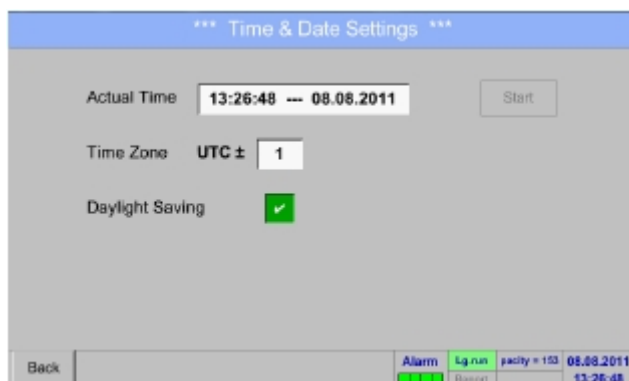 *** Time & Date Settings ***
Actual Time 13:26:48 --- 08.08.2011 Start
Time Zone UTC ± 1
Daylight Saving ✔
Back Alarm Lg.run pacity = 153 08.08.2011
Report 13:26:48